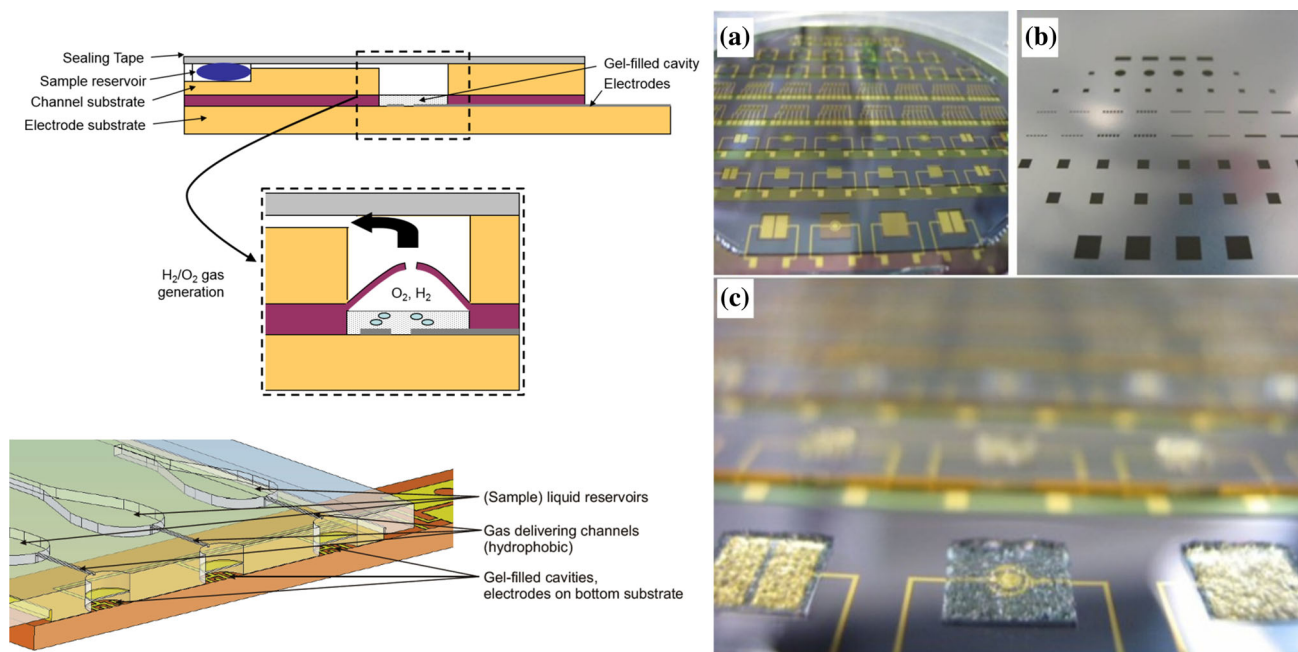 Sealing Tape
Sample reservoir
Channel substrate
Electrode substrate
Gel-filled cavity
Electrodes
H₂/O₂ gas
generation
O₂, H₂
(Sample) liquid reservoirs
Gas delivering channels
(hydrophobic)
Gel-filled cavities,
electrodes on bottom substrate
(a)
(b)
(c)